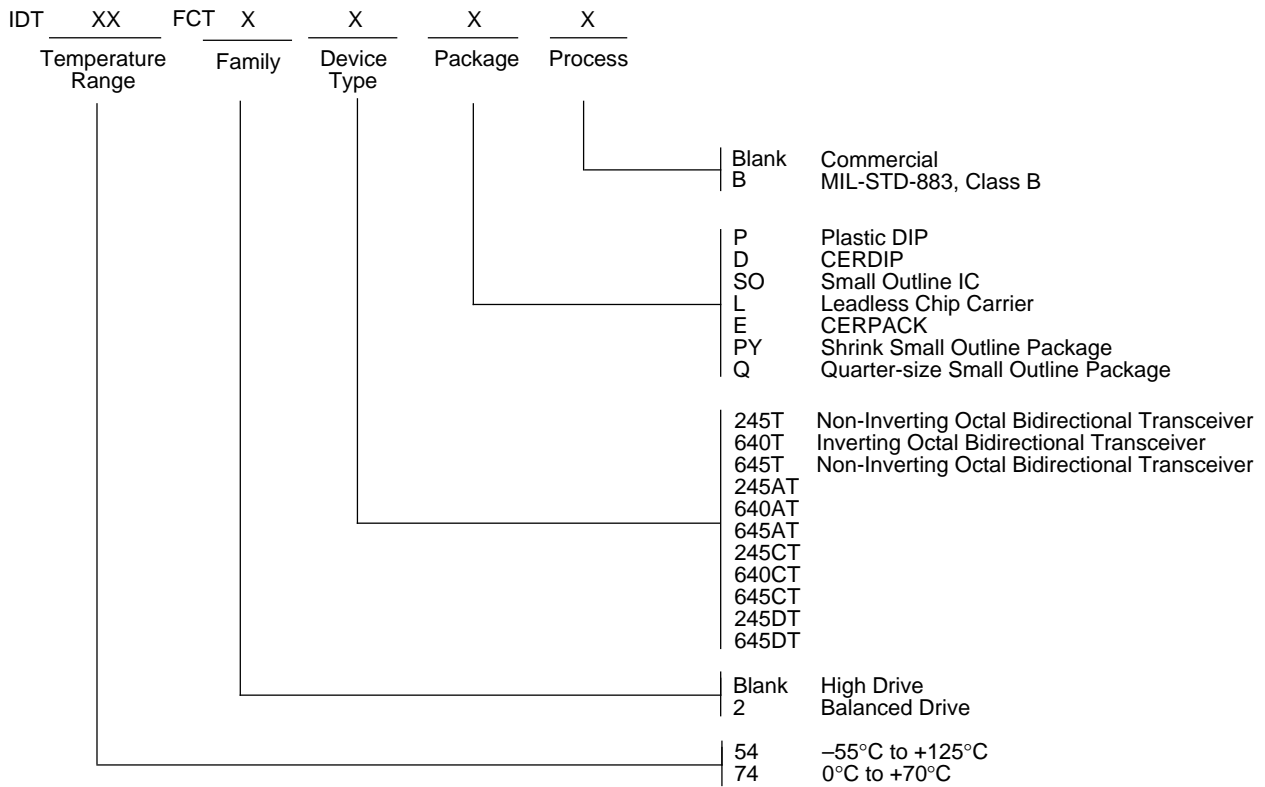 IDT XX FCT X X X X
Temperature Range Family Device Type Package Process
Blank Commercial
B MIL-STD-883, Class B
P Plastic DIP
D CERDIP
SO Small Outline IC
L Leadless Chip Carrier
E CERPACK
PY Shrink Small Outline Package
Q Quarter-size Small Outline Package
245T Non-Inverting Octal Bidirectional Transceiver
640T Inverting Octal Bidirectional Transceiver
645T Non-Inverting Octal Bidirectional Transceiver
245AT
640AT
645AT
245CT
640CT
645CT
245DT
645DT
Blank High Drive
2 Balanced Drive
54 –55°C to +125°C
74 0°C to +70°C